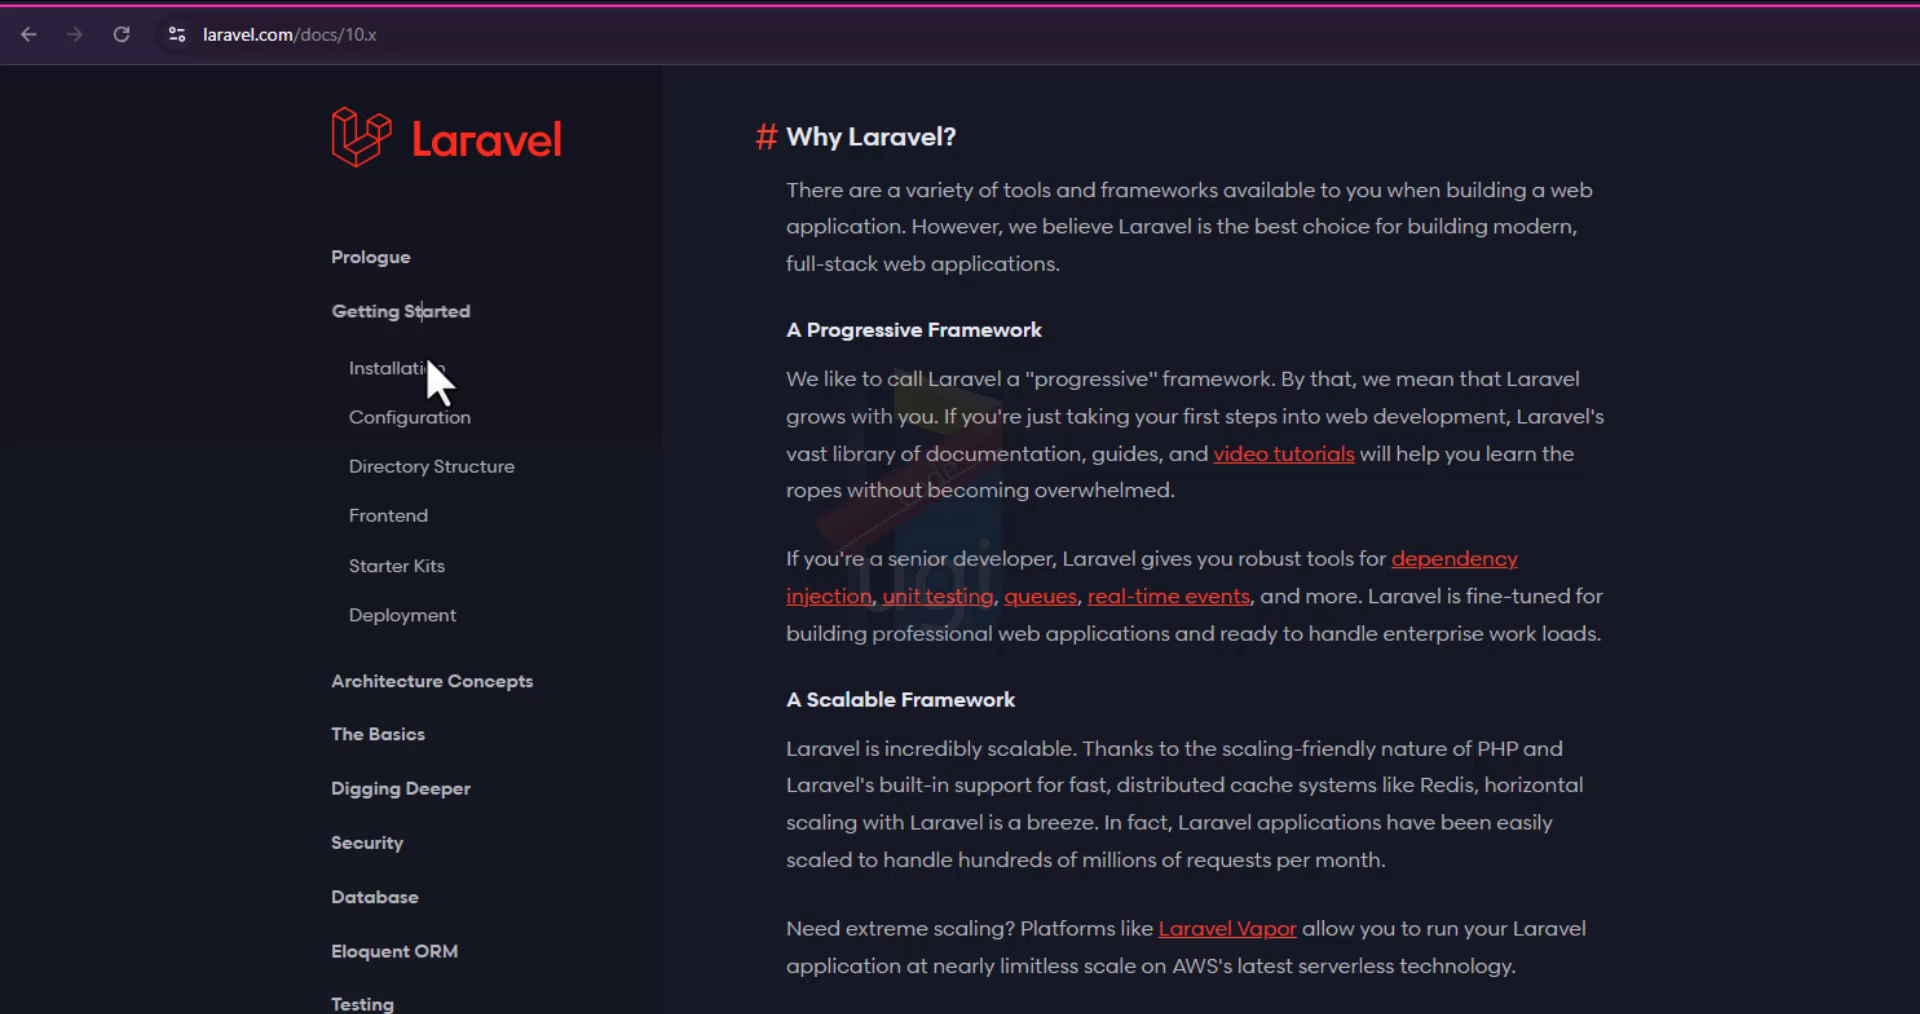 laravel.com/docs/10.x
Laravel
Prologue
Getting Started
Installation
Configuration
Directory Structure
Frontend
Starter Kits
Deployment
Architecture Concepts
The Basics
Digging Deeper
Security
Database
Eloquent ORM
Testing
# Why Laravel?
There are a variety of tools and frameworks available to you when building a web
application. However, we believe Laravel is the best choice for building modern,
full-stack web applications.
A Progressive Framework
We like to call Laravel a "progressive" framework. By that, we mean that Laravel
grows with you. If you're just taking your first steps into web development, Laravel's
vast library of documentation, guides, and video tutorials will help you learn the
ropes without becoming overwhelmed.
If you're a senior developer, Laravel gives you robust tools for dependency
injection, unit testing, queues, real-time events, and more. Laravel is fine-tuned for
building professional web applications and ready to handle enterprise work loads.
A Scalable Framework
Laravel is incredibly scalable. Thanks to the scaling-friendly nature of PHP and
Laravel's built-in support for fast, distributed cache systems like Redis, horizontal
scaling with Laravel is a breeze. In fact, Laravel applications have been easily
scaled to handle hundreds of millions of requests per month.
Need extreme scaling? Platforms like Laravel Vapor allow you to run your Laravel
application at nearly limitless scale on AWS's latest serverless technology.